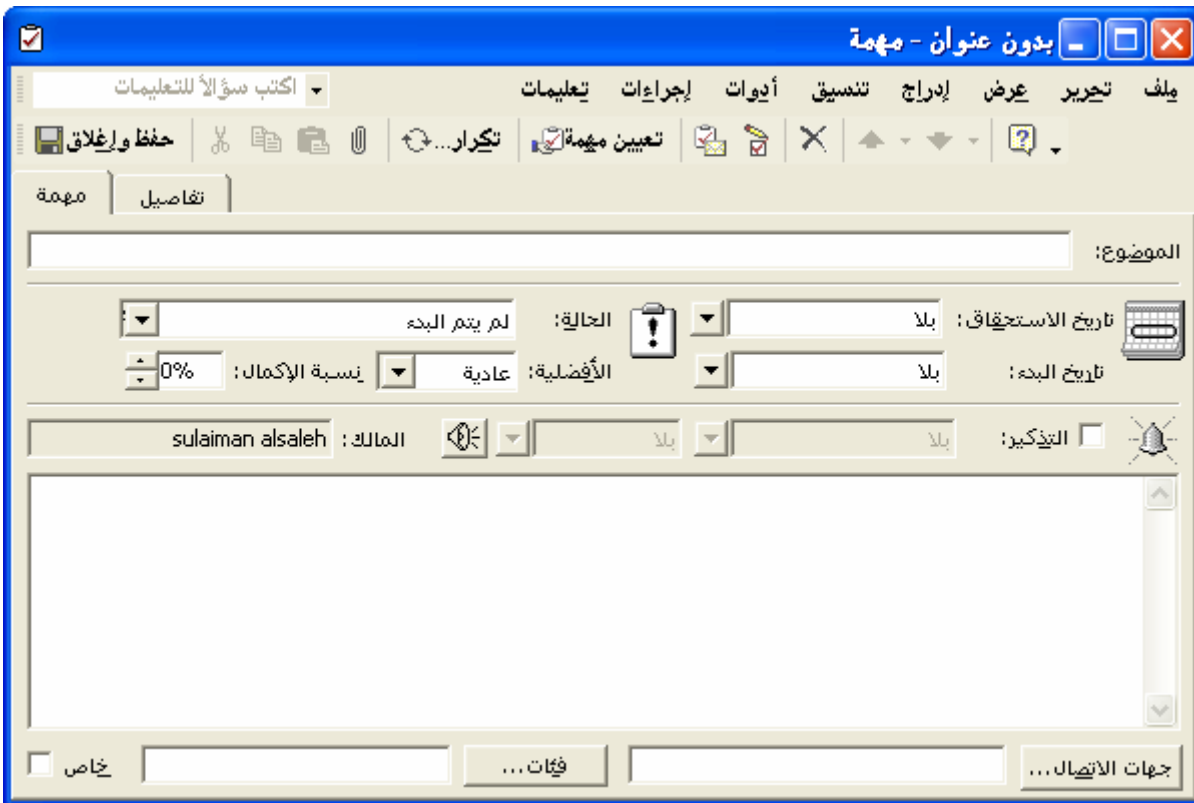 بدون عنوان - مهمة
ملف تحرير عرض إدراج تنسيق أدوات إجراءات تعليمات اكتب سؤالاً للتعليمات
حفظ وإغلاق تكرار... تعيين مهمة
مهمة تفاصيل
الموضوع:
تاريخ الاستحقاق: بلا الحالة: لم يتم البدء
تاريخ البدء: بلا الأفضلية: عادية نسبة الإكمال: 0%
التذكير: بلا بلا المالك: sulaiman alsaleh
جهات الاتصال... فئات... خاص